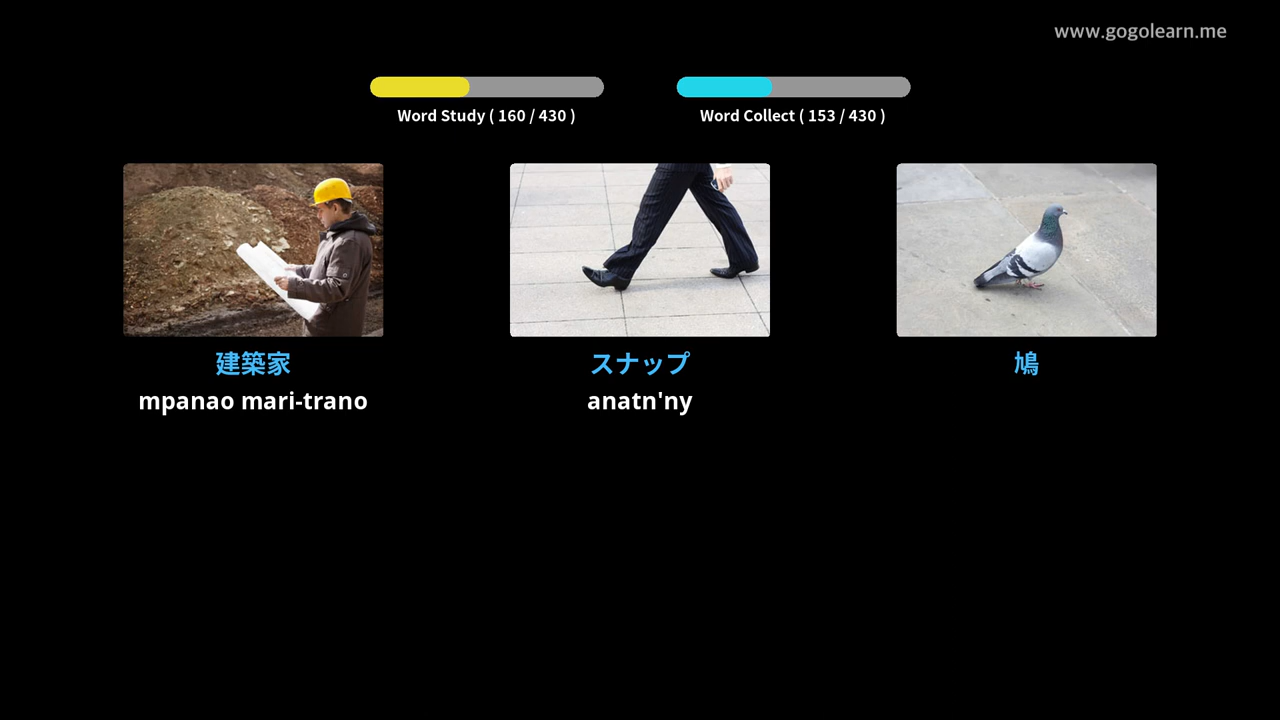 www.gogolearn.me
Word Study ( 160 / 430 )
Word Collect ( 153 / 430 )
建築家
スナップ
鳩
mpanao mari-trano
anatn'ny